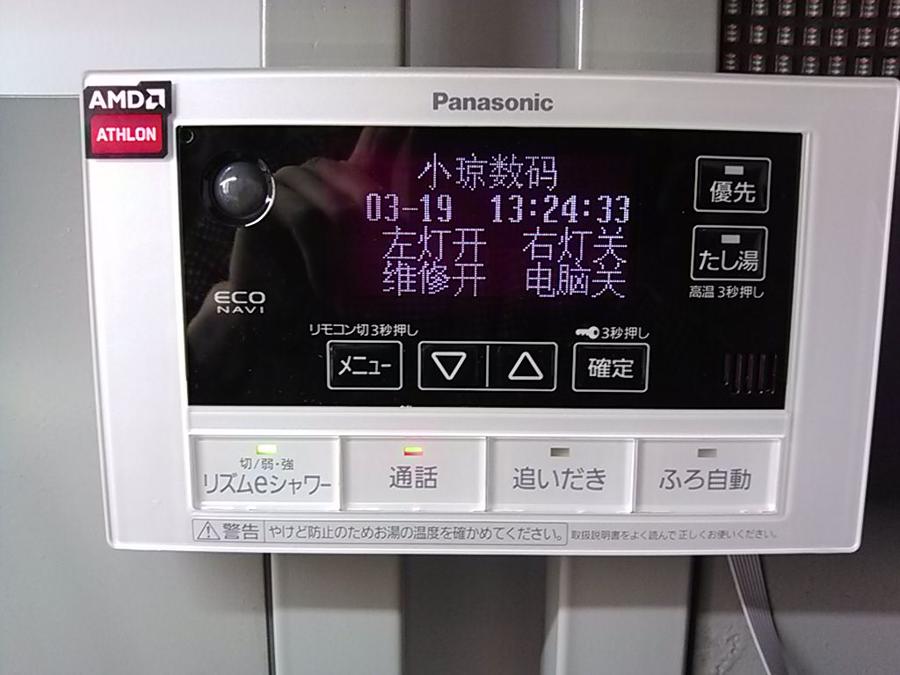 AMD
ATHLON
Panasonic
小琼数码
03-19 13:24:33
左灯开 右灯关
维修开 电脑关
優先
たし湯
高温3秒押し
ECO
NAVI
リモコン切3秒押し
3秒押し
メニュー
確定
切/弱・強
リズムeシャワー
通話
追いだき
ふろ自動
警告 やけど防止のためお湯の温度を確かめてください。 取扱説明書をよく読んで正しくお使いください。